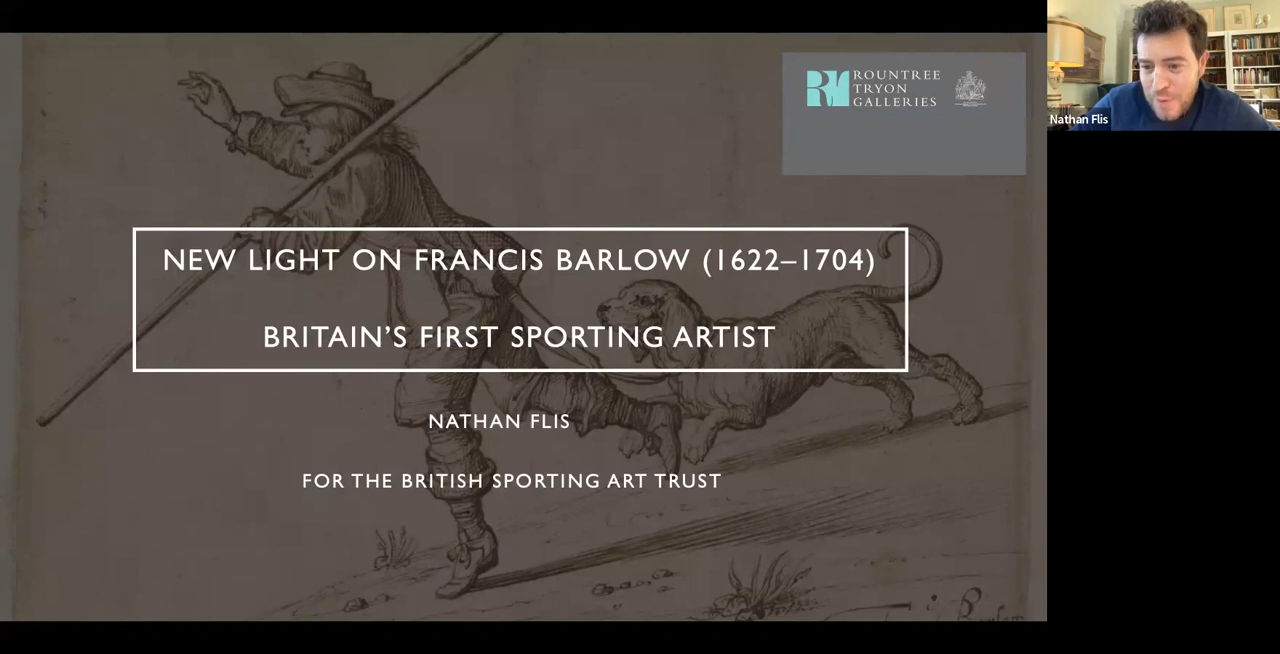 ROUNTREE
TRYON
GALLERIES
Nathan Flis
NEW LIGHT ON FRANCIS BARLOW (1622–1704)
BRITAIN'S FIRST SPORTING ARTIST
NATHAN FLIS
FOR THE BRITISH SPORTING ART TRUST